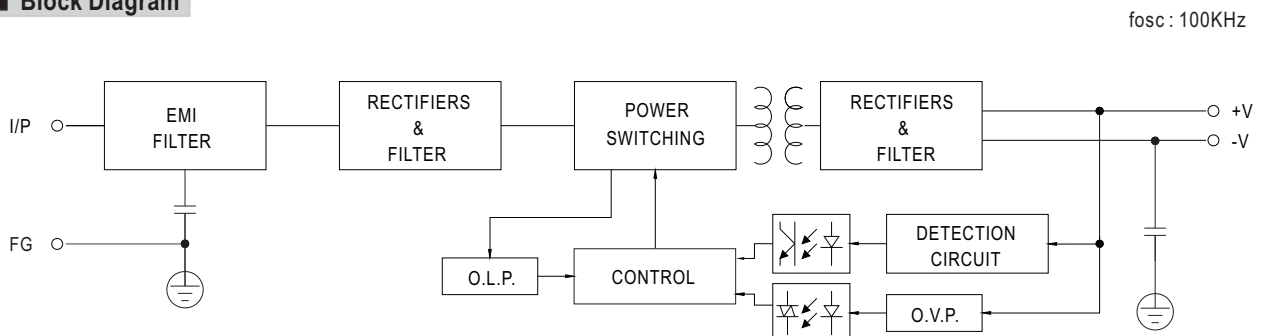 Block Diagram
fosc : 100KHz
I/P
EMI
FILTER
RECTIFIERS
&
FILTER
POWER
SWITCHING
RECTIFIERS
&
FILTER
+V
-V
FG
O.L.P.
CONTROL
DETECTION
CIRCUIT
O.V.P.